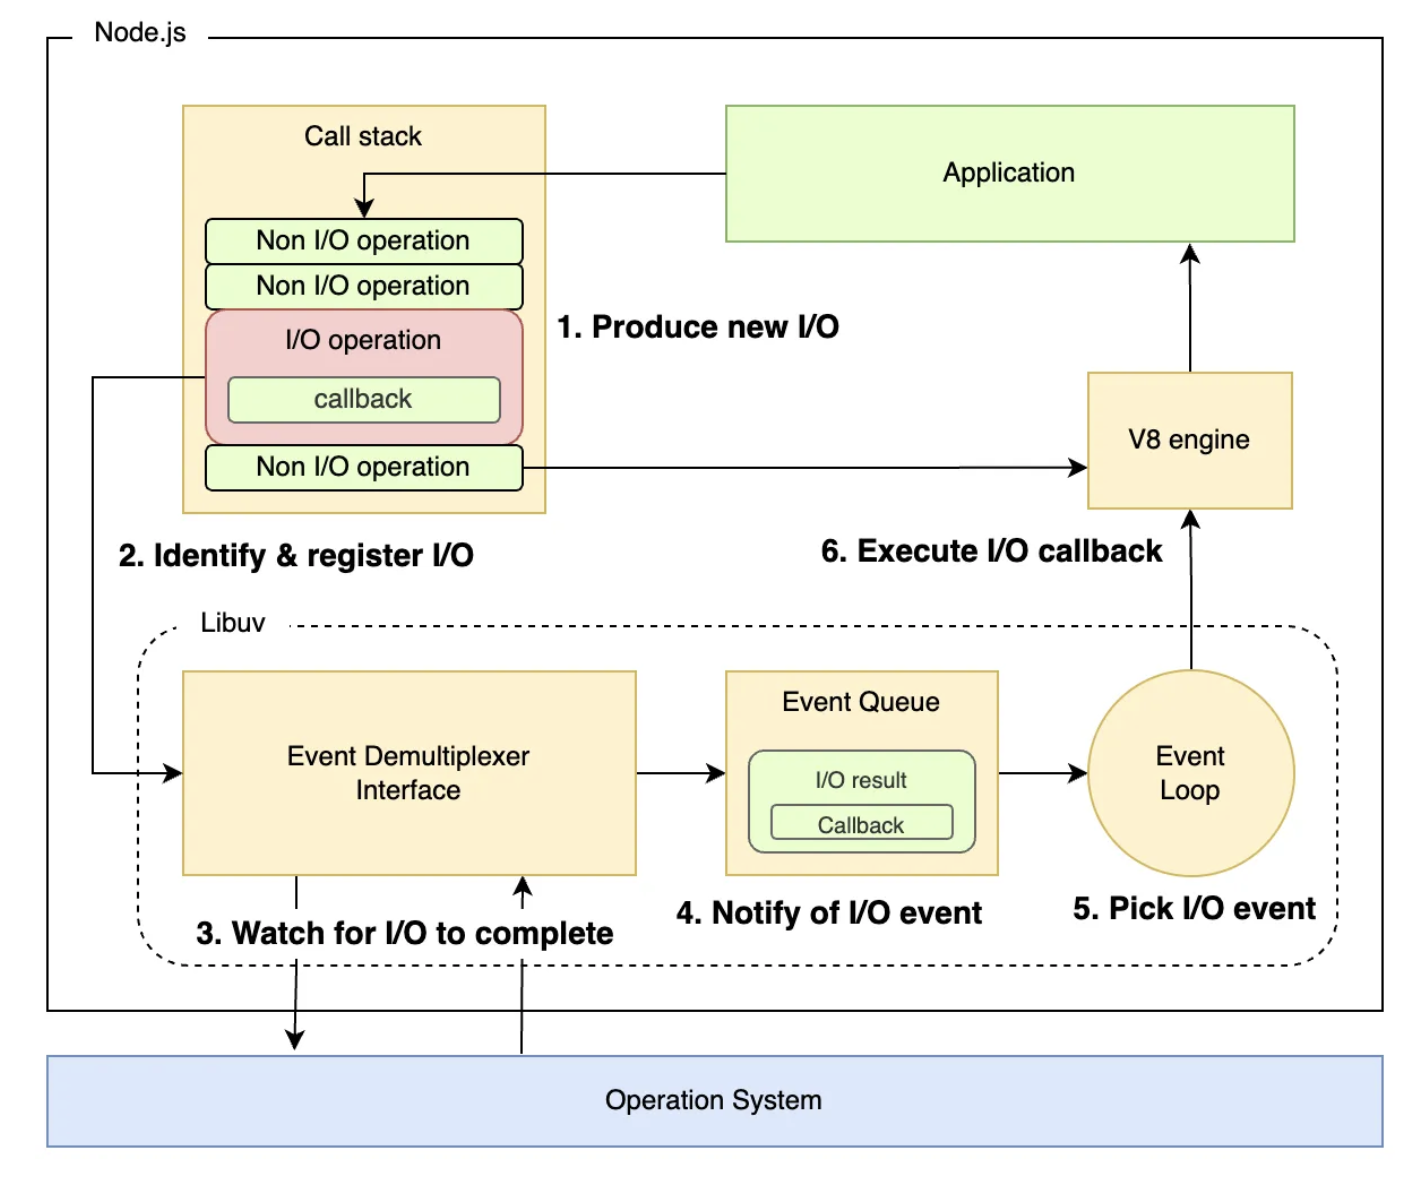 Node.js
Call stack
Application
Non I/O operation
Non I/O operation
1. Produce new I/O
I/O operation
callback
V8 engine
Non I/O operation
2. Identify & register I/O
6. Execute I/O callback
Libuv
Event Demultiplexer
Interface
Event Queue
I/O result
Callback
Event
Loop
3. Watch for I/O to complete
4. Notify of I/O event
5. Pick I/O event
Operation System